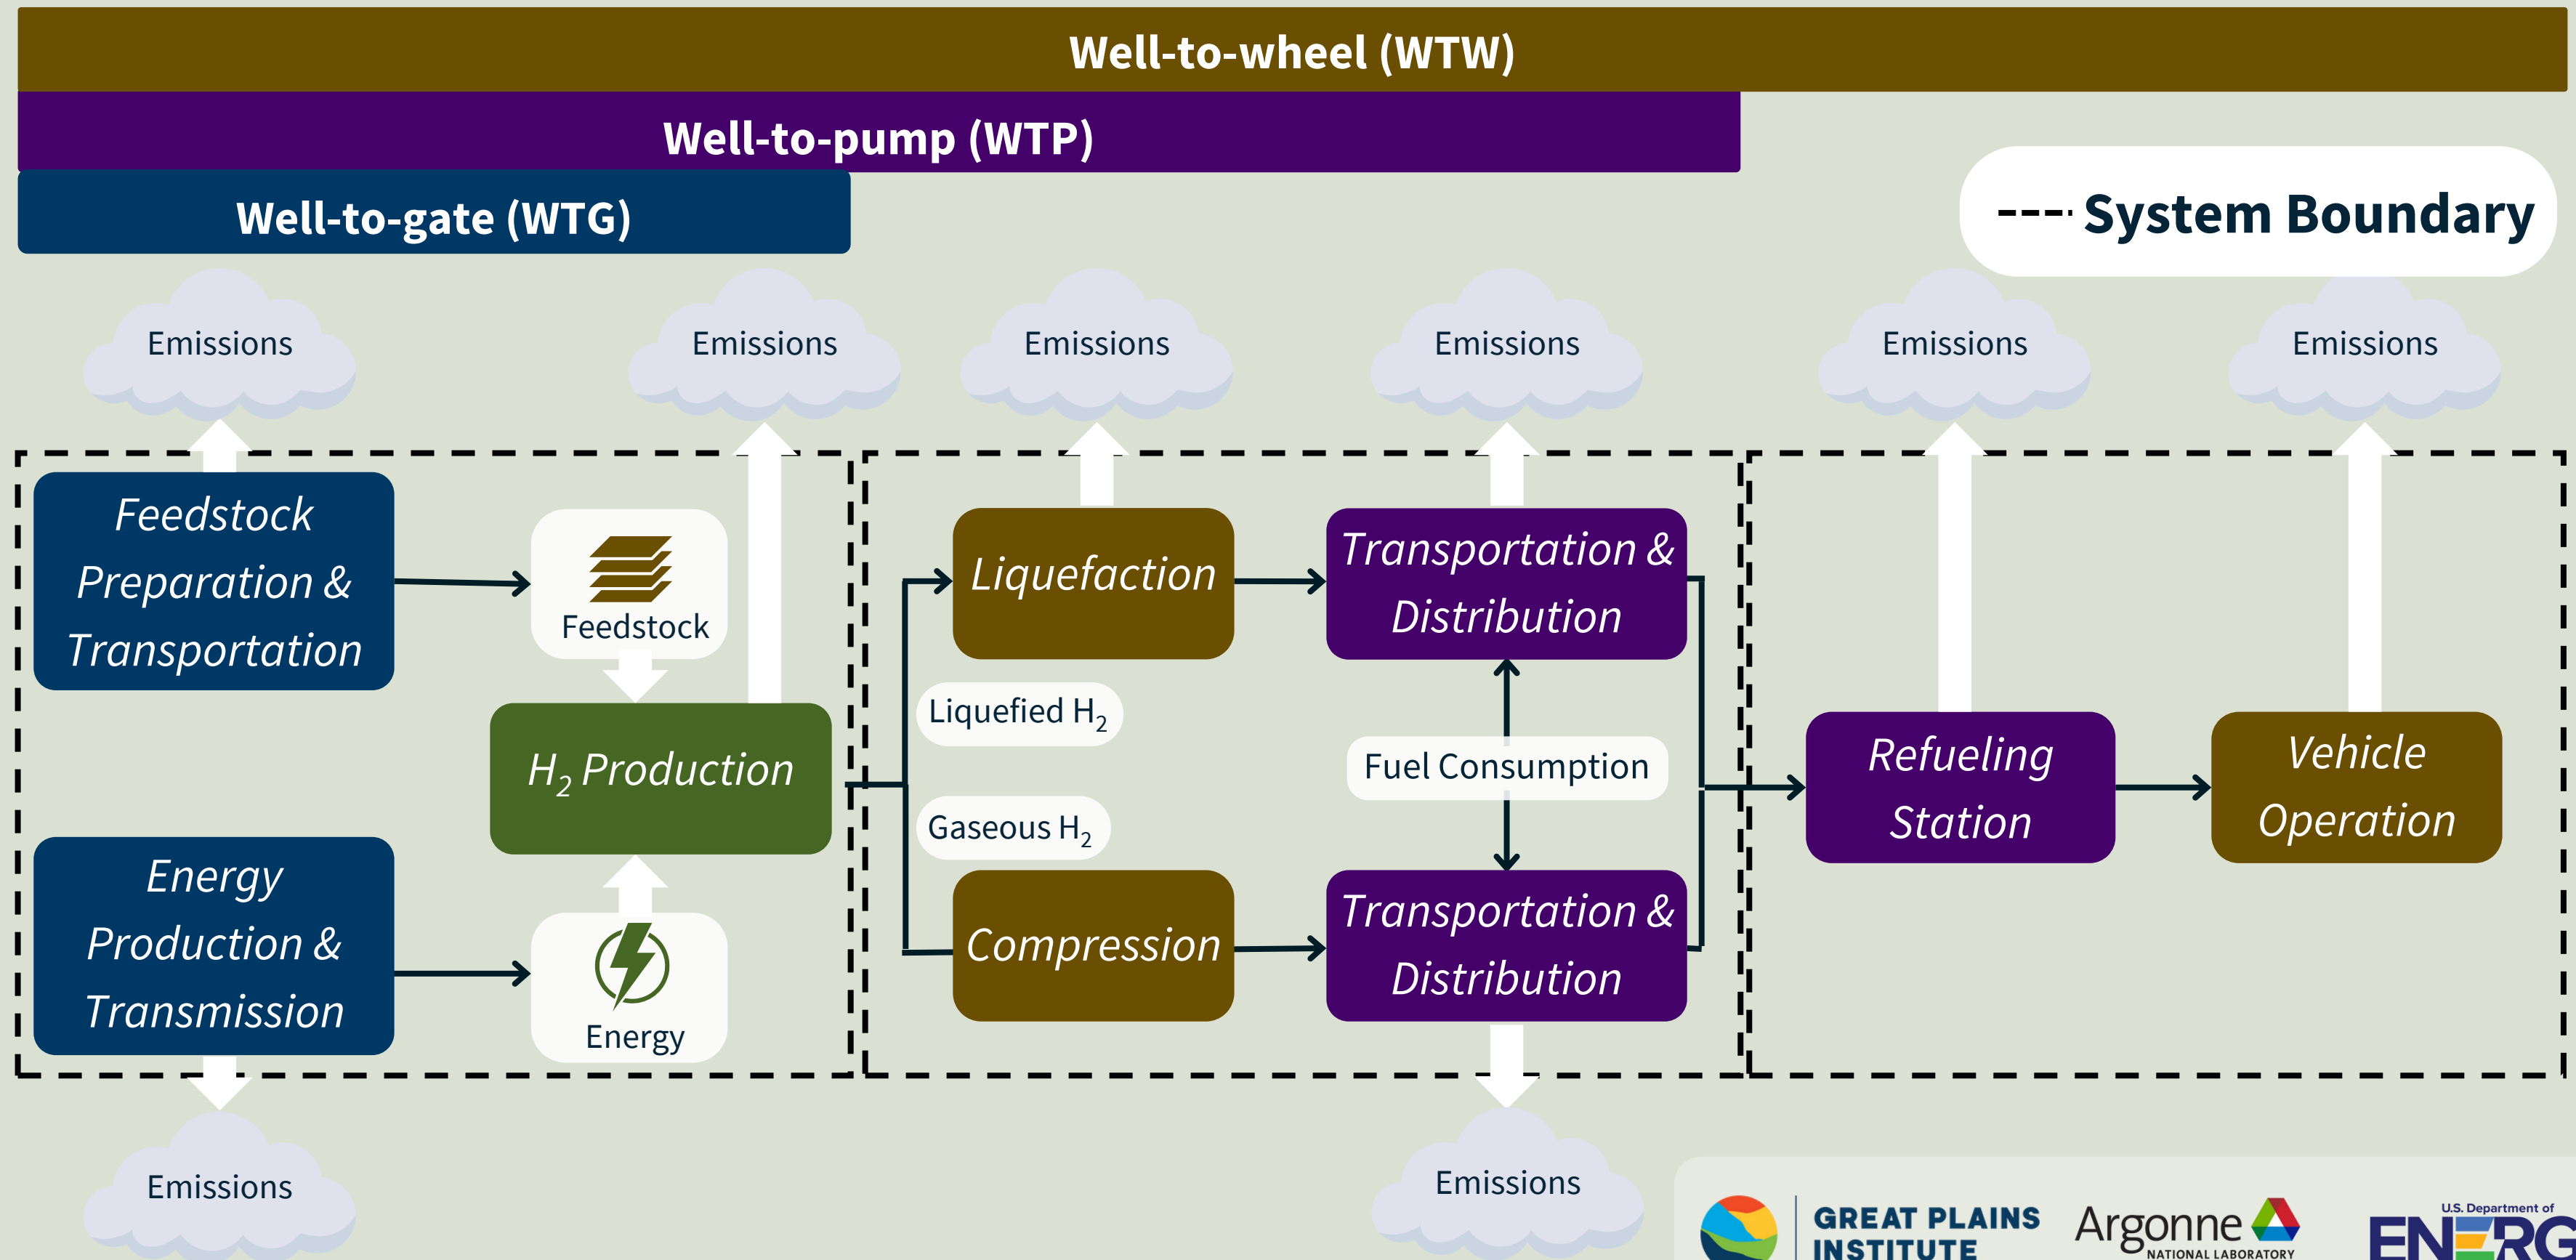 Well-to-wheel (WTW)
Well-to-pump (WTP)
Well-to-gate (WTG)
System Boundary
Emissions
Emissions
Emissions
Emissions
Emissions
Emissions
Feedstock
Preparation &
Transportation
Feedstock
H₂ Production
Energy
Production &
Transmission
Energy
Liquefaction
Transportation &
Distribution
Liquefied H₂
Fuel Consumption
Gaseous H₂
Compression
Transportation &
Distribution
Refueling
Station
Vehicle
Operation
Emissions
Emissions
GREAT PLAINS
INSTITUTE
Argonne
NATIONAL LABORATORY
U.S. Department of
ENERG